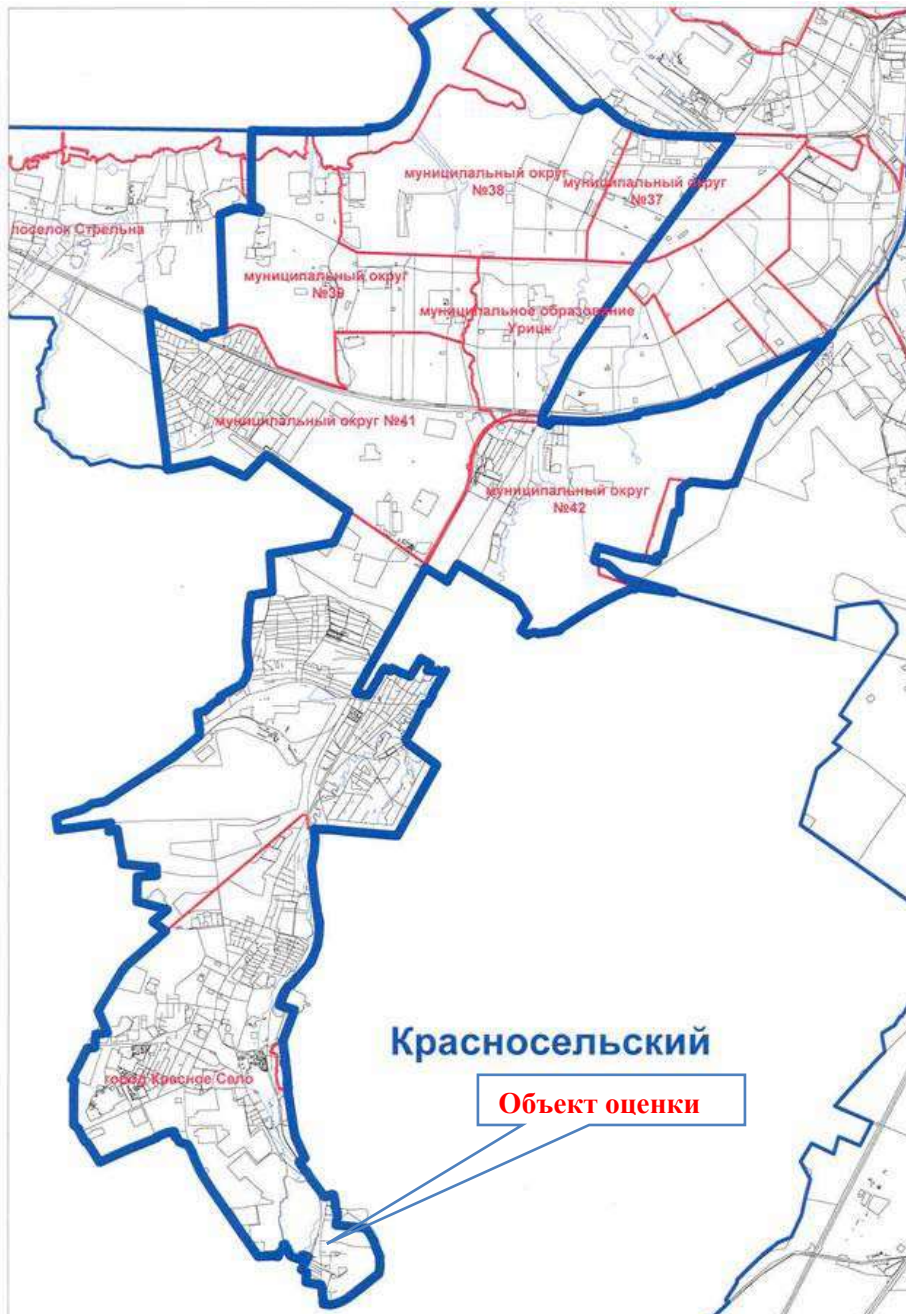 муниципальный округ
№38
муниципальный округ
№37
поселок Стрельна
муниципальный округ
№39
муниципальное образование
Урицк
муниципальный округ №41
муниципальный округ
№42
Красносельский
город Красное Село
Объект оценки